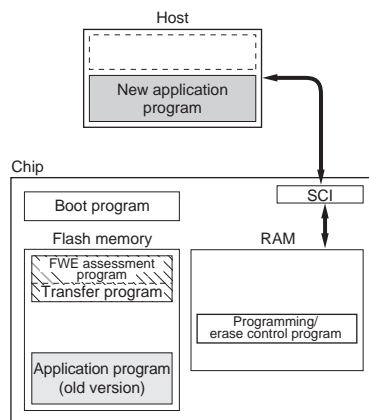 Host
New application
program
Chip
SCI
Boot program
Flash memory
RAM
FWE assessment
program
Transfer program
Programming/
erase control program
Application program
(old version)